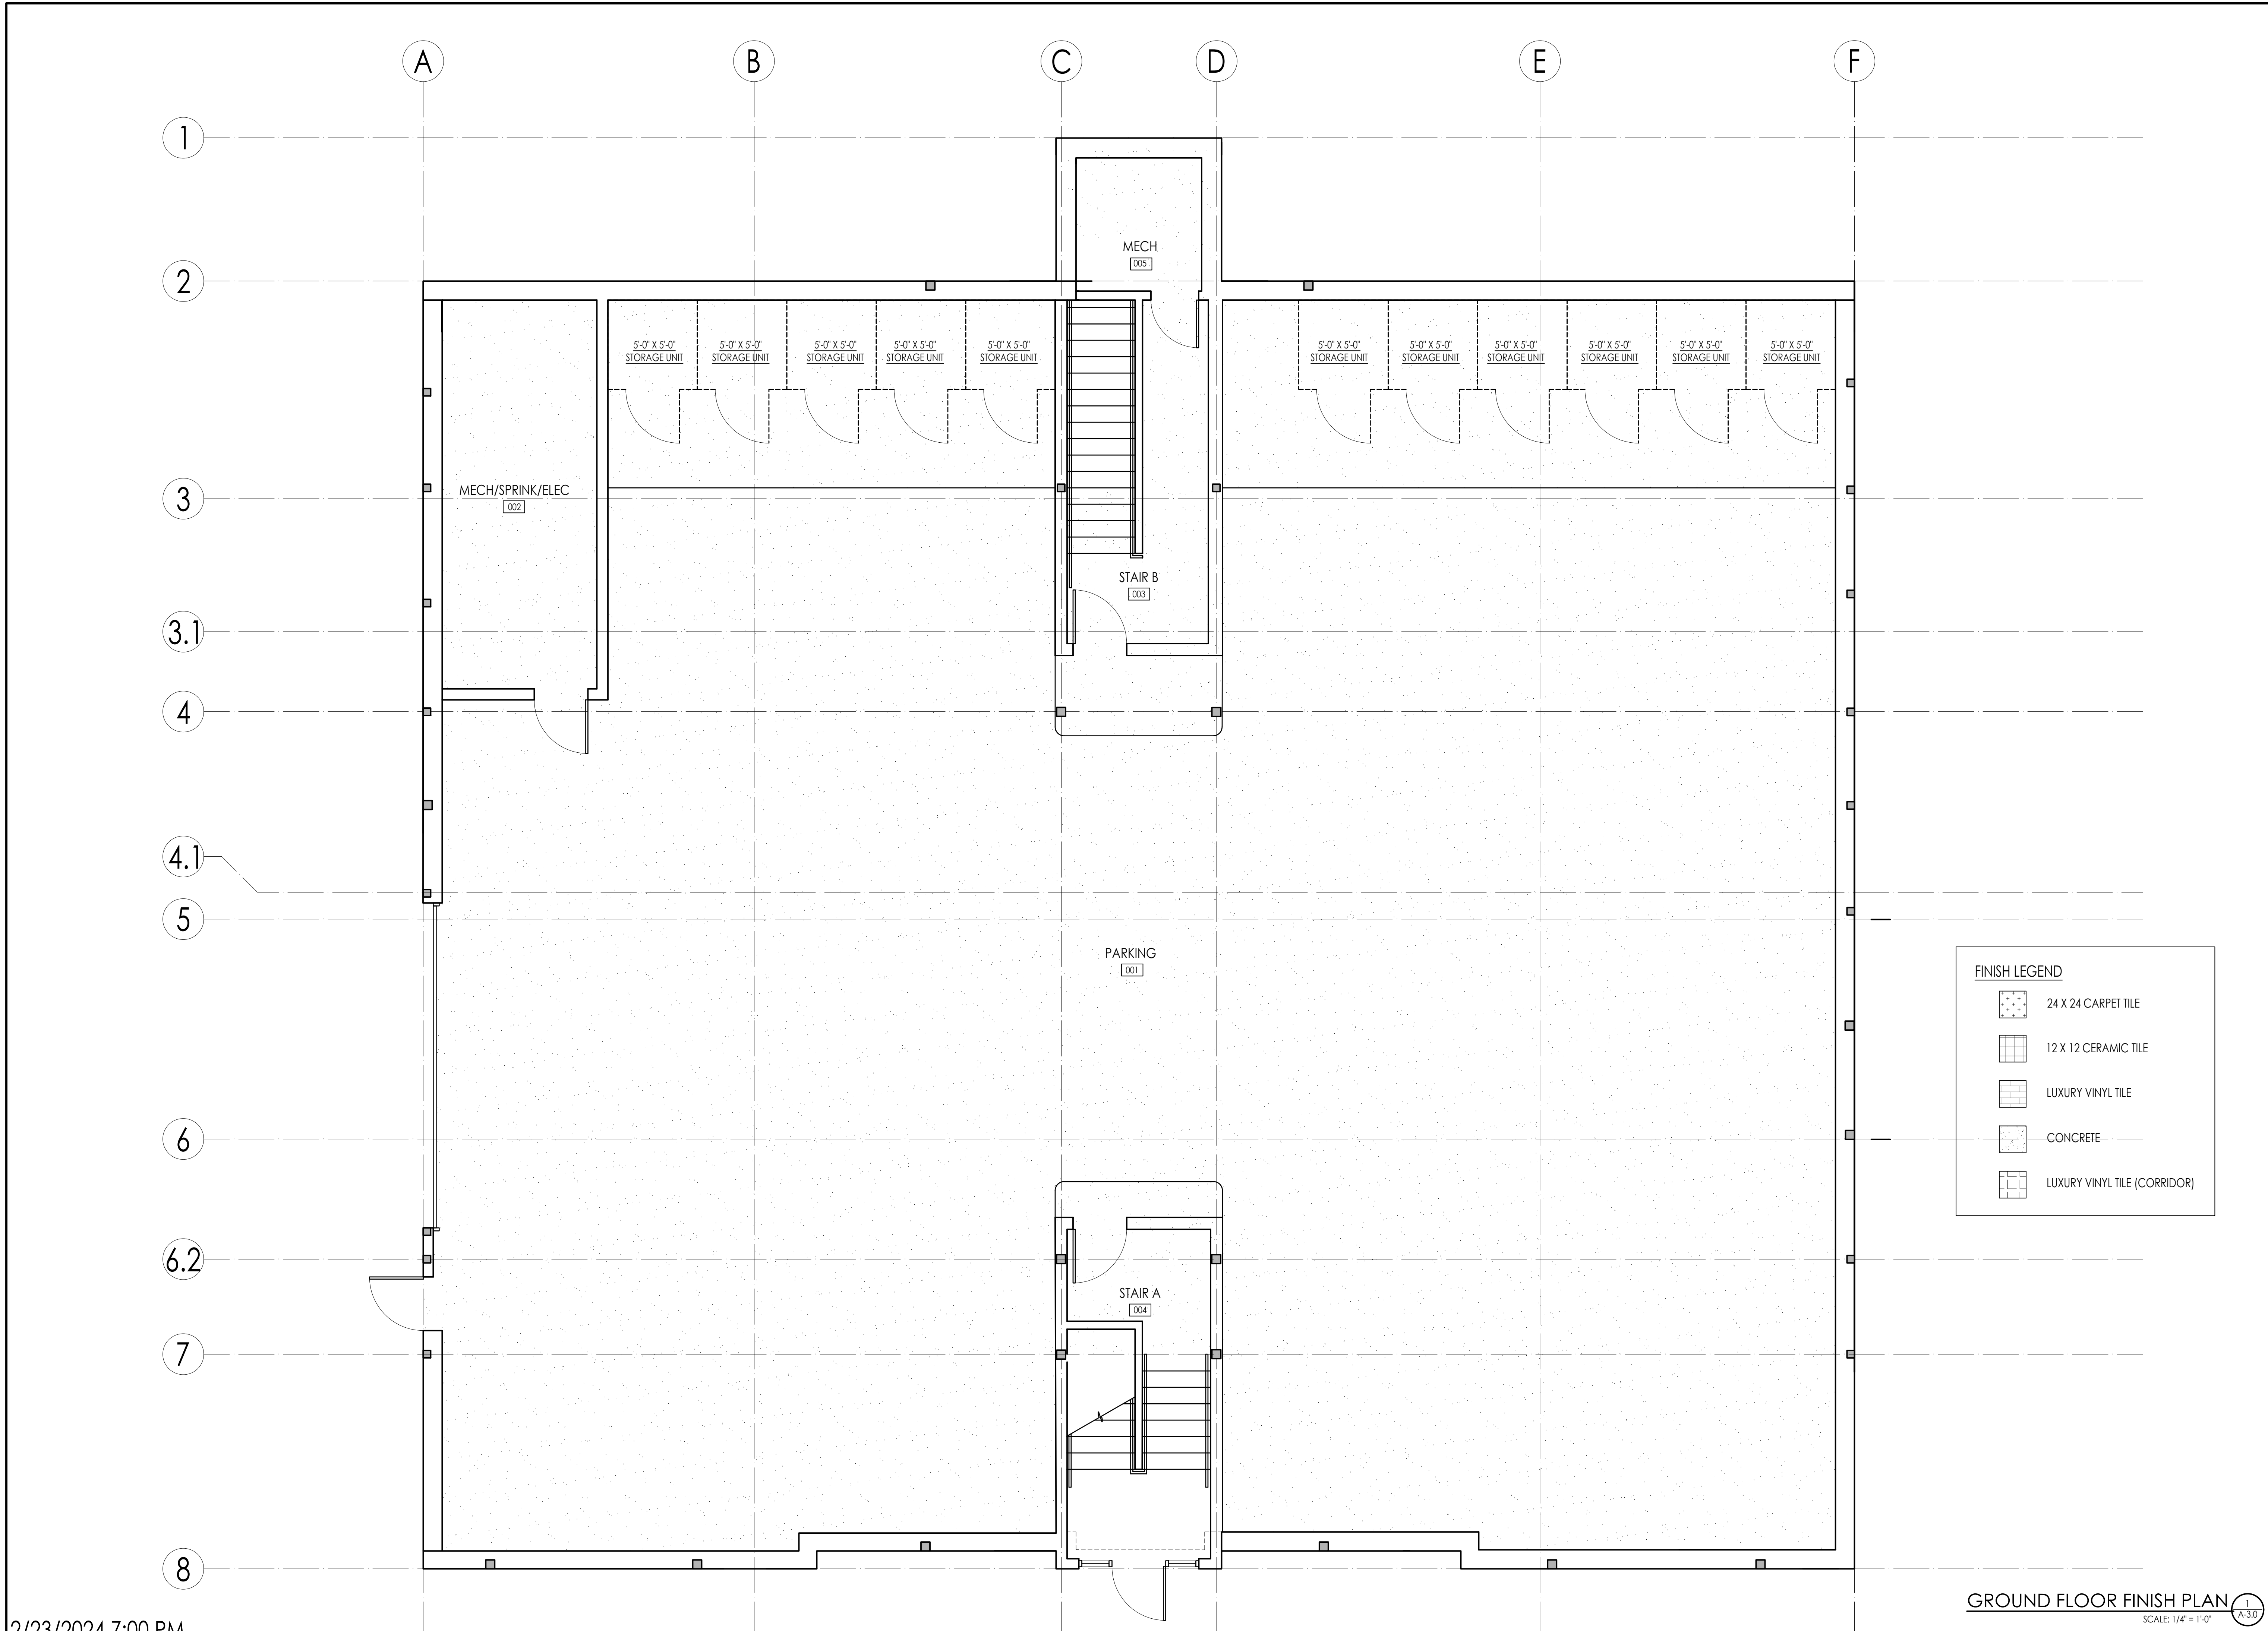 A
B
C
D
E
F
1
2
3
3.1
4
4.1
5
6
6.2
7
8
MECH
005
5'-0" X 5'-0"
STORAGE UNIT
5'-0" X 5'-0"
STORAGE UNIT
5'-0" X 5'-0"
STORAGE UNIT
5'-0" X 5'-0"
STORAGE UNIT
5'-0" X 5'-0"
STORAGE UNIT
5'-0" X 5'-0"
STORAGE UNIT
5'-0" X 5'-0"
STORAGE UNIT
5'-0" X 5'-0"
STORAGE UNIT
5'-0" X 5'-0"
STORAGE UNIT
5'-0" X 5'-0"
STORAGE UNIT
5'-0" X 5'-0"
STORAGE UNIT
MECH/SPRINK/ELEC
002
STAIR B
003
PARKING
001
STAIR A
004
FINISH LEGEND
24 X 24 CARPET TILE
12 X 12 CERAMIC TILE
LUXURY VINYL TILE
CONCRETE
LUXURY VINYL TILE (CORRIDOR)
GROUND FLOOR FINISH PLAN
SCALE: 1/4" = 1'-0"
1
A-3.0
2/23/2024 7:00 PM